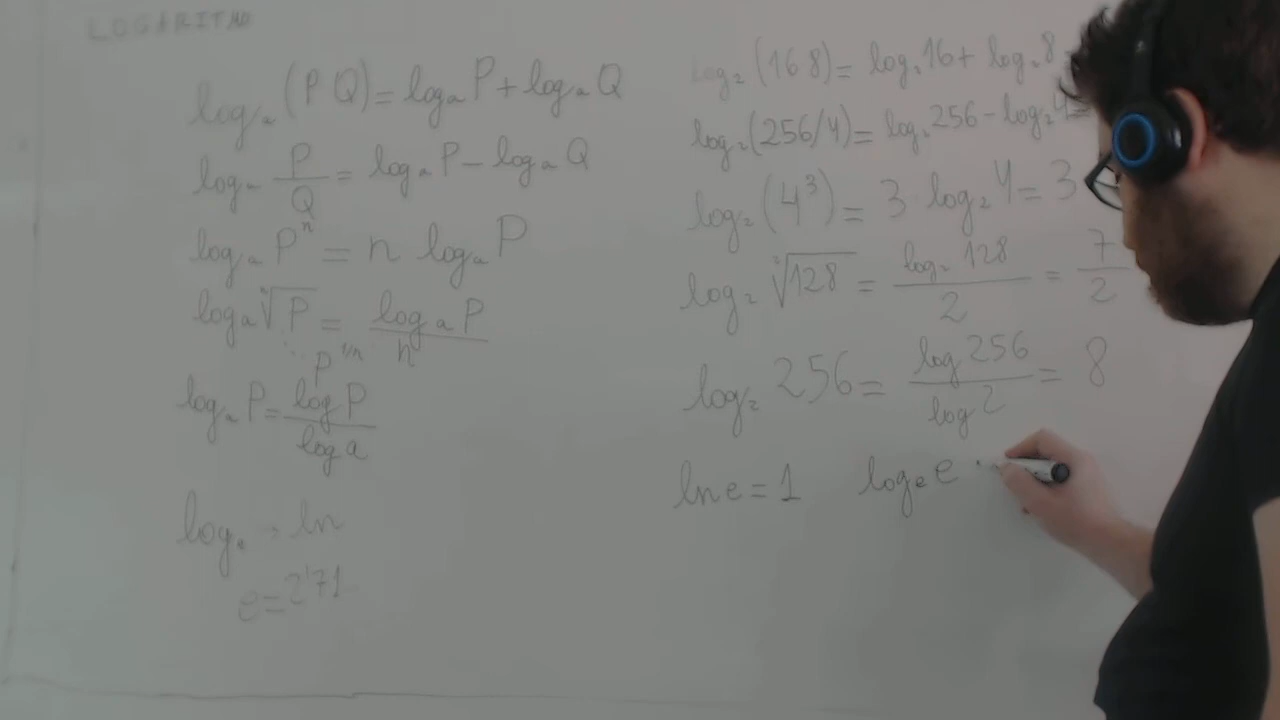 LOGARITMO
logₐ (P Q) = logₐ P + logₐ Q
logₐ P/Q = logₐ P - logₐ Q
logₐ Pⁿ = n logₐ P
logₐ ⁿ√P = logₐ P / n
P^1/n
logₐ P = log P / log a
logₑ → ln
e = 2'71
log₂ (16 8) = log₂ 16 + log₂ 8
log₂ (256/4) = log₂ 256 - log₂ 4 =
log₂ (4³) = 3 log₂ 4 = 3
log₂ ²√128 = log₂ 128 / 2 = 7/2
log₂ 256 = log 256 / log 2 = 8
ln e = 1 logₑ e